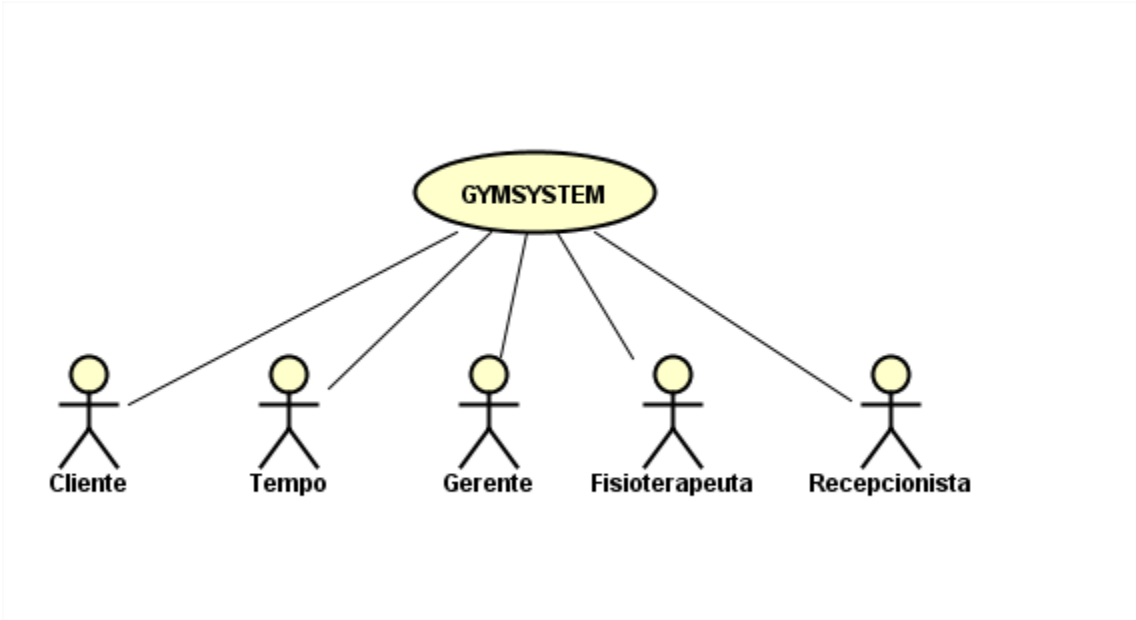 GYMSYSTEM
Cliente
Tempo
Gerente
Fisioterapeuta
Recepcionista